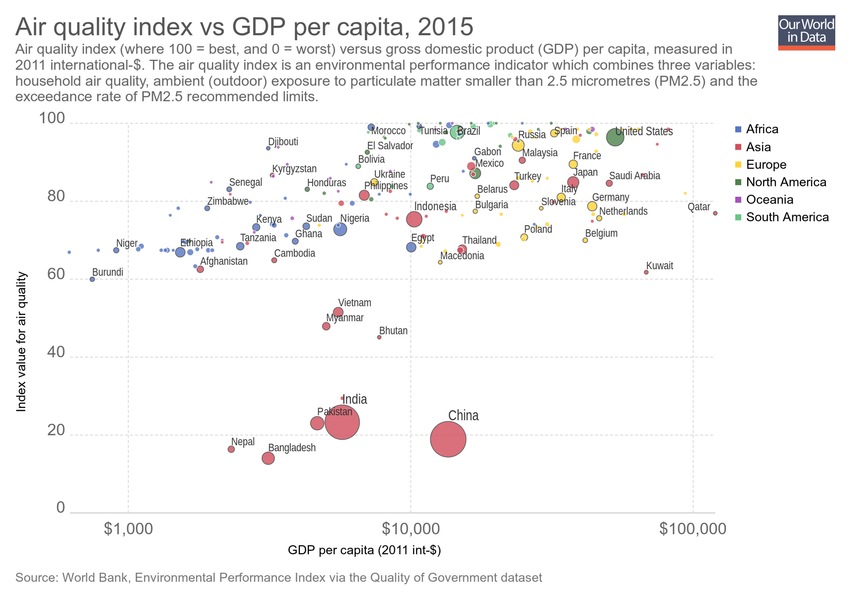 Air quality index vs GDP per capita, 2015
Our World
in Data
Air quality index (where 100 = best, and 0 = worst) versus gross domestic product (GDP) per capita, measured in
2011 international-$. The air quality index is an environmental performance indicator which combines three variables:
household air quality, ambient (outdoor) exposure to particulate matter smaller than 2.5 micrometres (PM2.5) and the
exceedance rate of PM2.5 recommended limits.
100
80
60
40
20
0
Index value for air quality
Morocco
Tunisia
Brazil
Russia
Spain
United States
Djibouti
El Salvador
Bolivia
Gabon
Malaysia
France
Kyrgyzstan
Ukraine
Mexico
Japan
Saudi Arabia
Senegal
Honduras
Philippines
Peru
Turkey
Zimbabwe
Belarus
Italy
Germany
Indonesia
Bulgaria
Slovenia
Netherlands
Qatar
Kenya
Sudan
Nigeria
Niger
Ethiopia
Tanzania
Ghana
Egypt
Thailand
Poland
Belgium
Afghanistan
Cambodia
Macedonia
Kuwait
Burundi
Vietnam
Myanmar
Bhutan
India
Pakistan
China
Nepal
Bangladesh
$1,000
$10,000
$100,000
GDP per capita (2011 int-$)
Africa
Asia
Europe
North America
Oceania
South America
Source: World Bank, Environmental Performance Index via the Quality of Government dataset